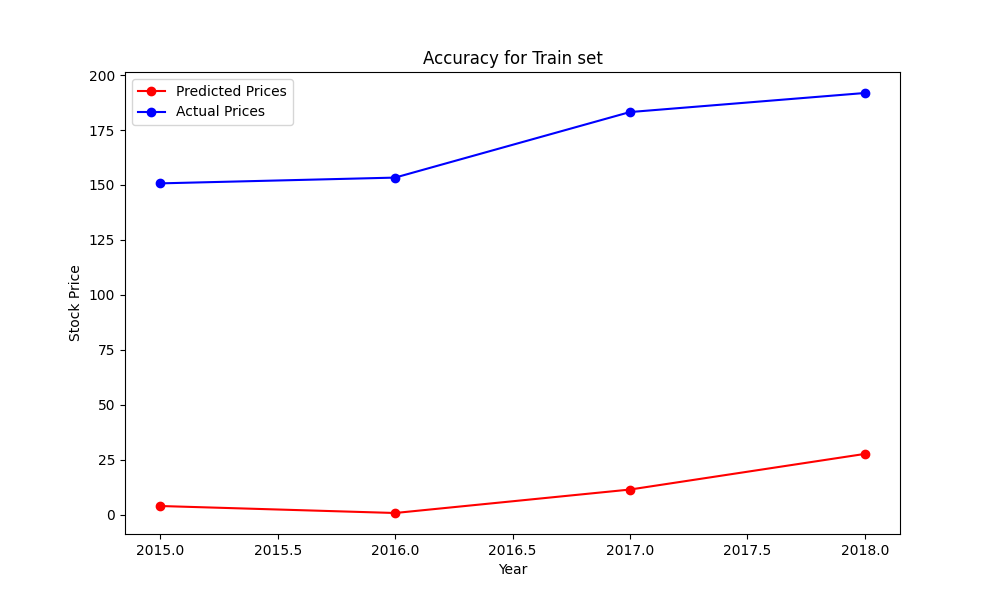 Accuracy for Train set
Predicted Prices
Actual Prices
200
175
150
125
100
75
50
25
0
Stock Price
2015.0 2015.5 2016.0 2016.5 2017.0 2017.5 2018.0
Year